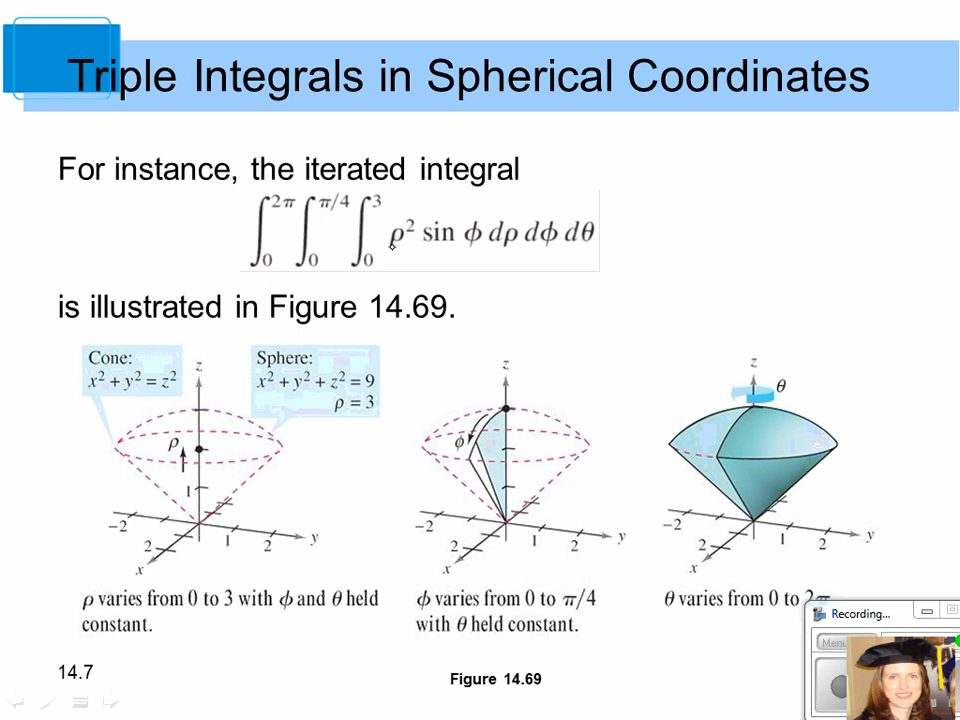 Triple Integrals in Spherical Coordinates
For instance, the iterated integral
∫₀^{2π} ∫₀^{π/4} ∫₀^{3} ρ² sin ϕ dρ dϕ dθ
is illustrated in Figure 14.69.
Cone:
x² + y² = z²
Sphere:
x² + y² + z² = 9
ρ = 3
z
ρ
1
−2
2
1
2
y
x
z
ϕ
−2
2
1
2
y
x
z
θ
−2
2
1
2
y
x
ρ varies from 0 to 3 with ϕ and θ held
constant.
ϕ varies from 0 to π/4
with θ held constant.
θ varies from 0 to 2π
Recording...
Menu
14.7
Figure 14.69